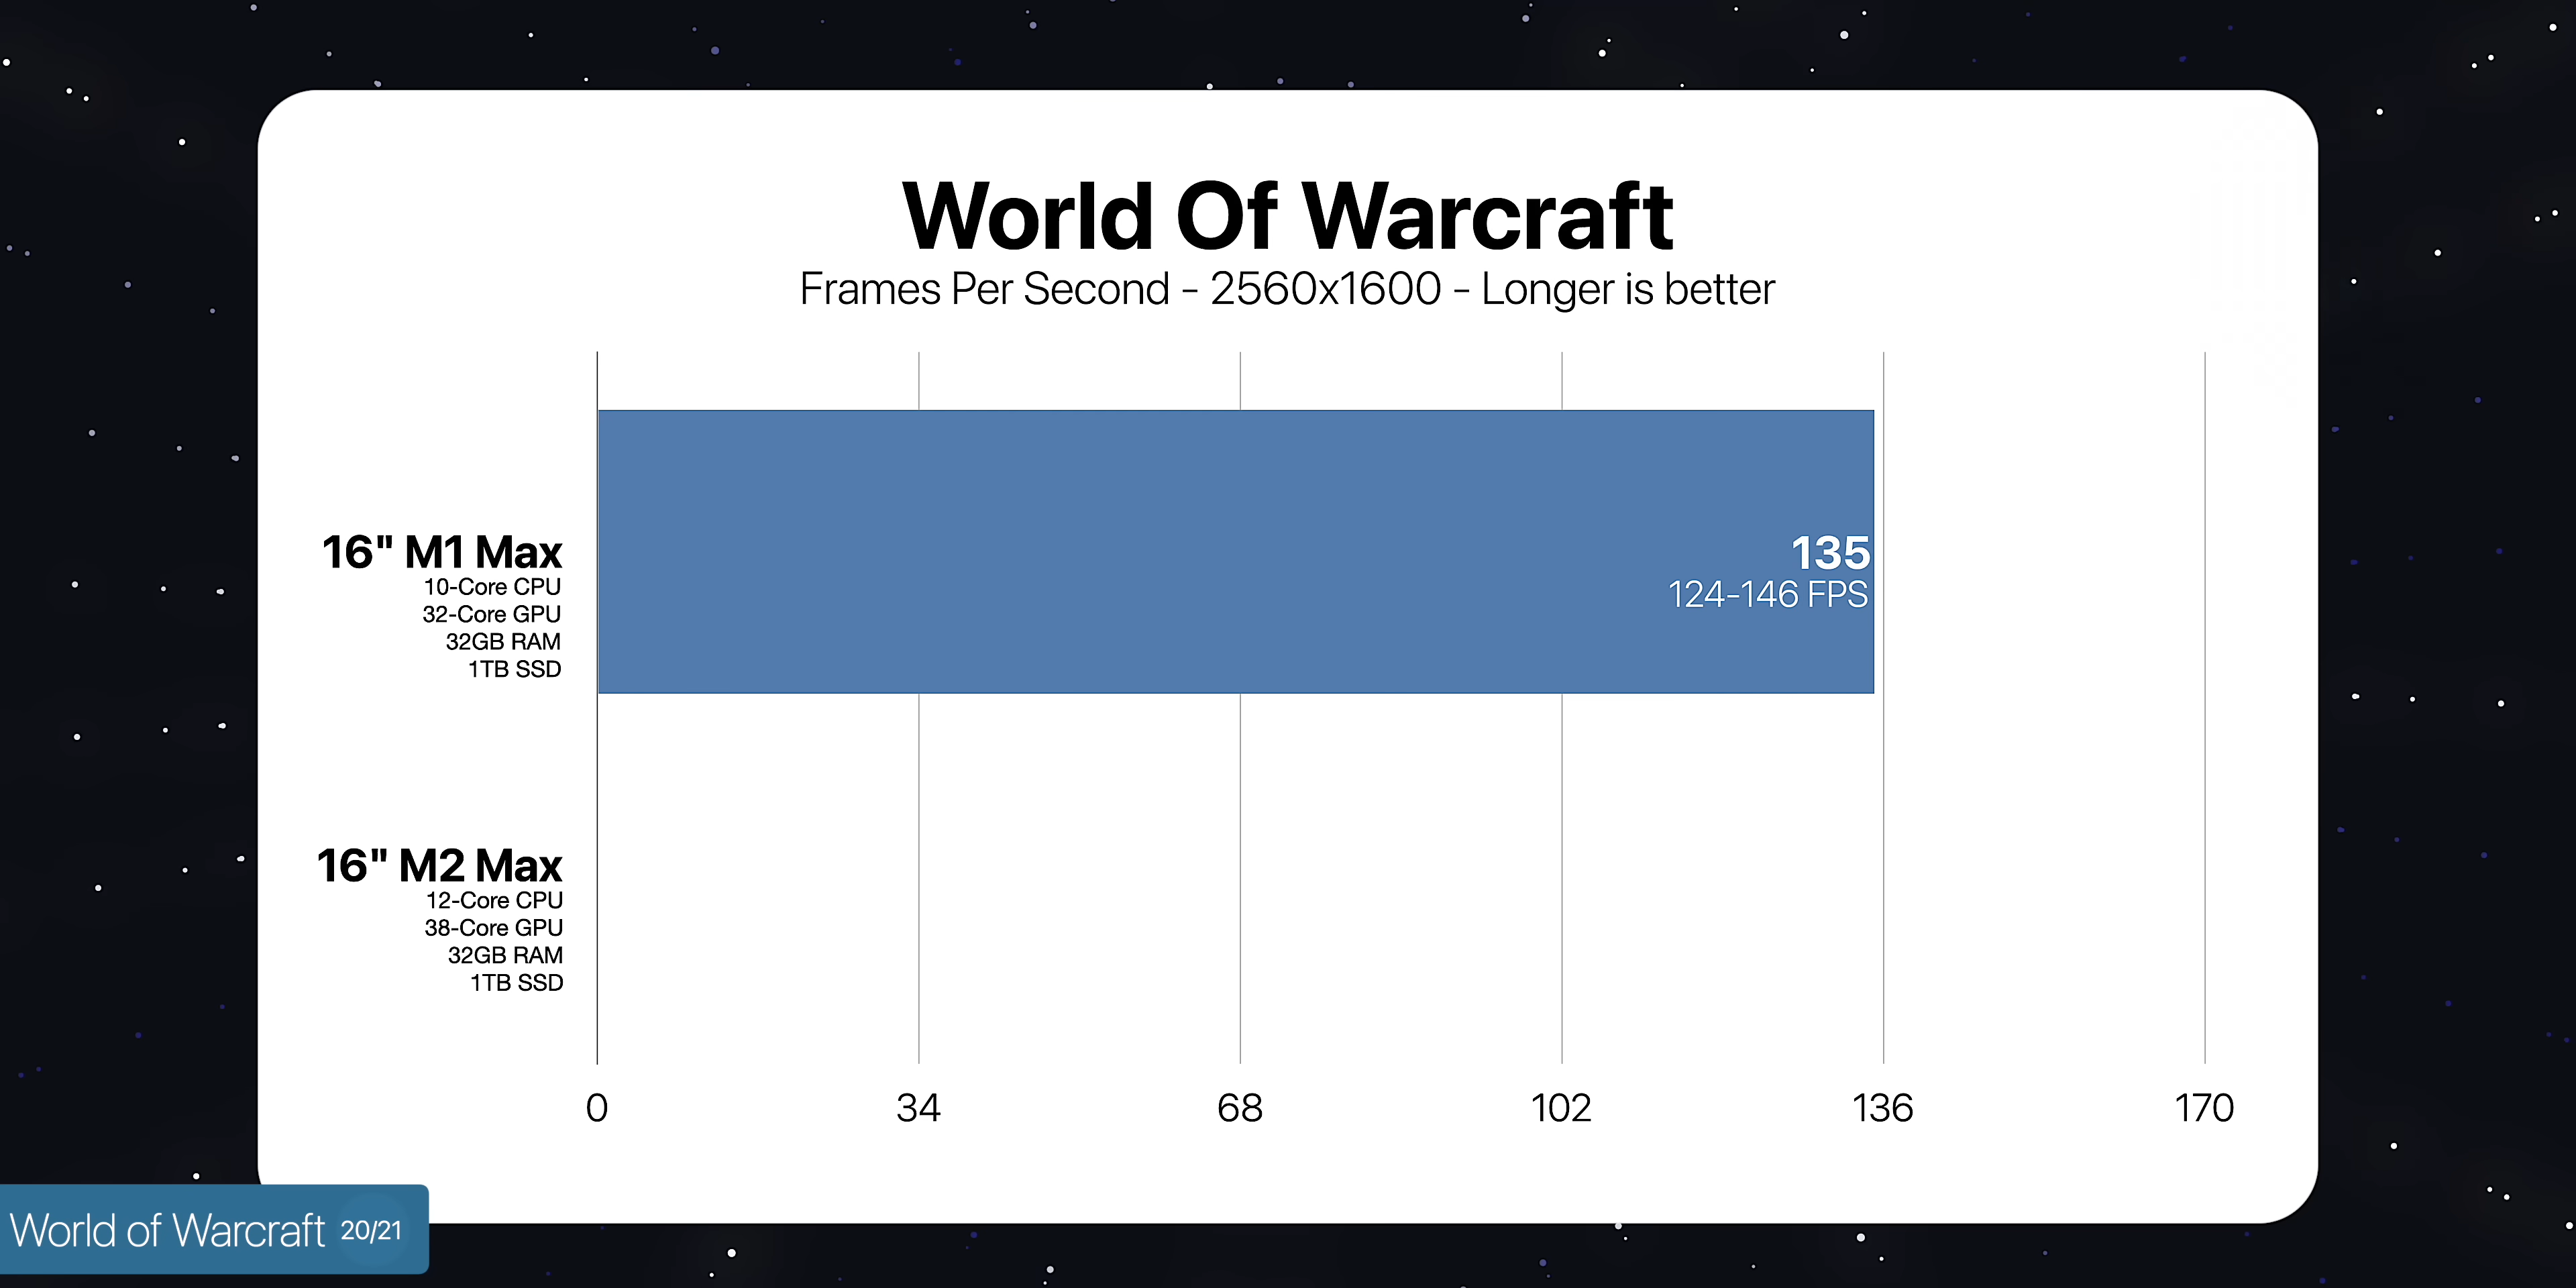 World Of Warcraft
Frames Per Second - 2560x1600 - Longer is better
16" M1 Max
10-Core CPU
32-Core GPU
32GB RAM
1TB SSD
135
124-146 FPS
16" M2 Max
12-Core CPU
38-Core GPU
32GB RAM
1TB SSD
0 34 68 102 136 170
World of Warcraft 20/21